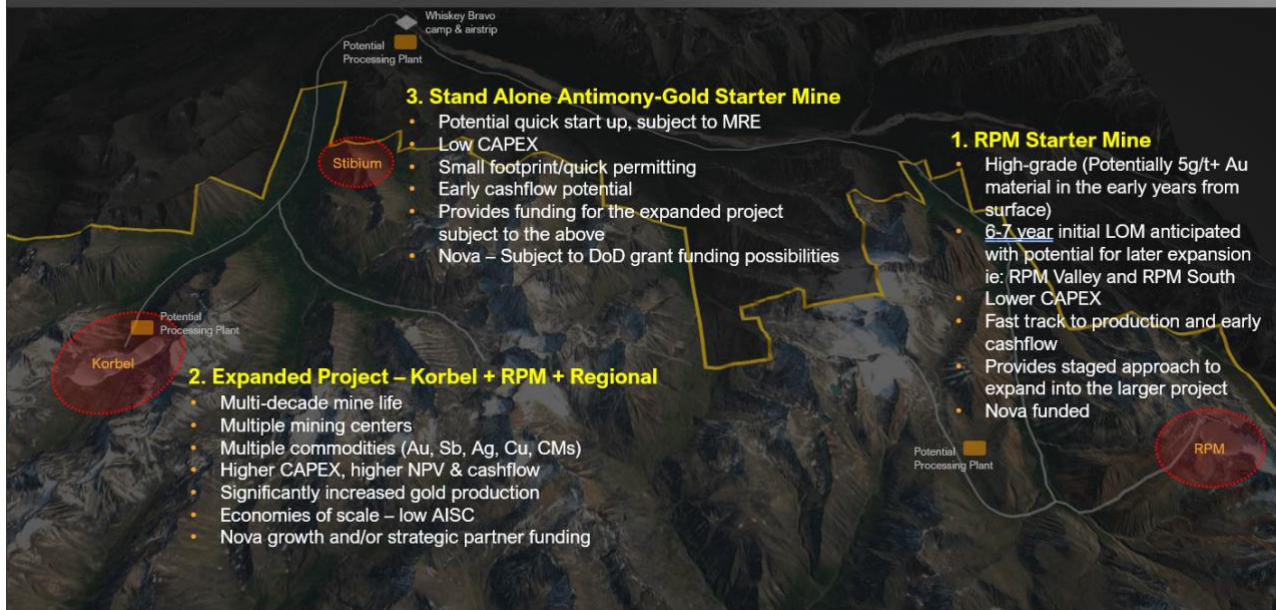 Whiskey Bravo
camp & airstrip
Potential
Processing Plant
3. Stand Alone Antimony-Gold Starter Mine
• Potential quick start up, subject to MRE
• Low CAPEX
• Small footprint/quick permitting
• Early cashflow potential
• Provides funding for the expanded project
subject to the above
• Nova – Subject to DoD grant funding possibilities
Stibium
1. RPM Starter Mine
• High-grade (Potentially 5g/t+ Au
material in the early years from
surface)
• 6-7 year initial LOM anticipated
with potential for later expansion
ie: RPM Valley and RPM South
• Lower CAPEX
• Fast track to production and early
cashflow
• Provides staged approach to
expand into the larger project
• Nova funded
Potential
Processing Plant
Korbel
2. Expanded Project – Korbel + RPM + Regional
• Multi-decade mine life
• Multiple mining centers
• Multiple commodities (Au, Sb, Ag, Cu, CMs)
• Higher CAPEX, higher NPV & cashflow
• Significantly increased gold production
• Economies of scale – low AISC
• Nova growth and/or strategic partner funding
Potential
Processing Plant
RPM